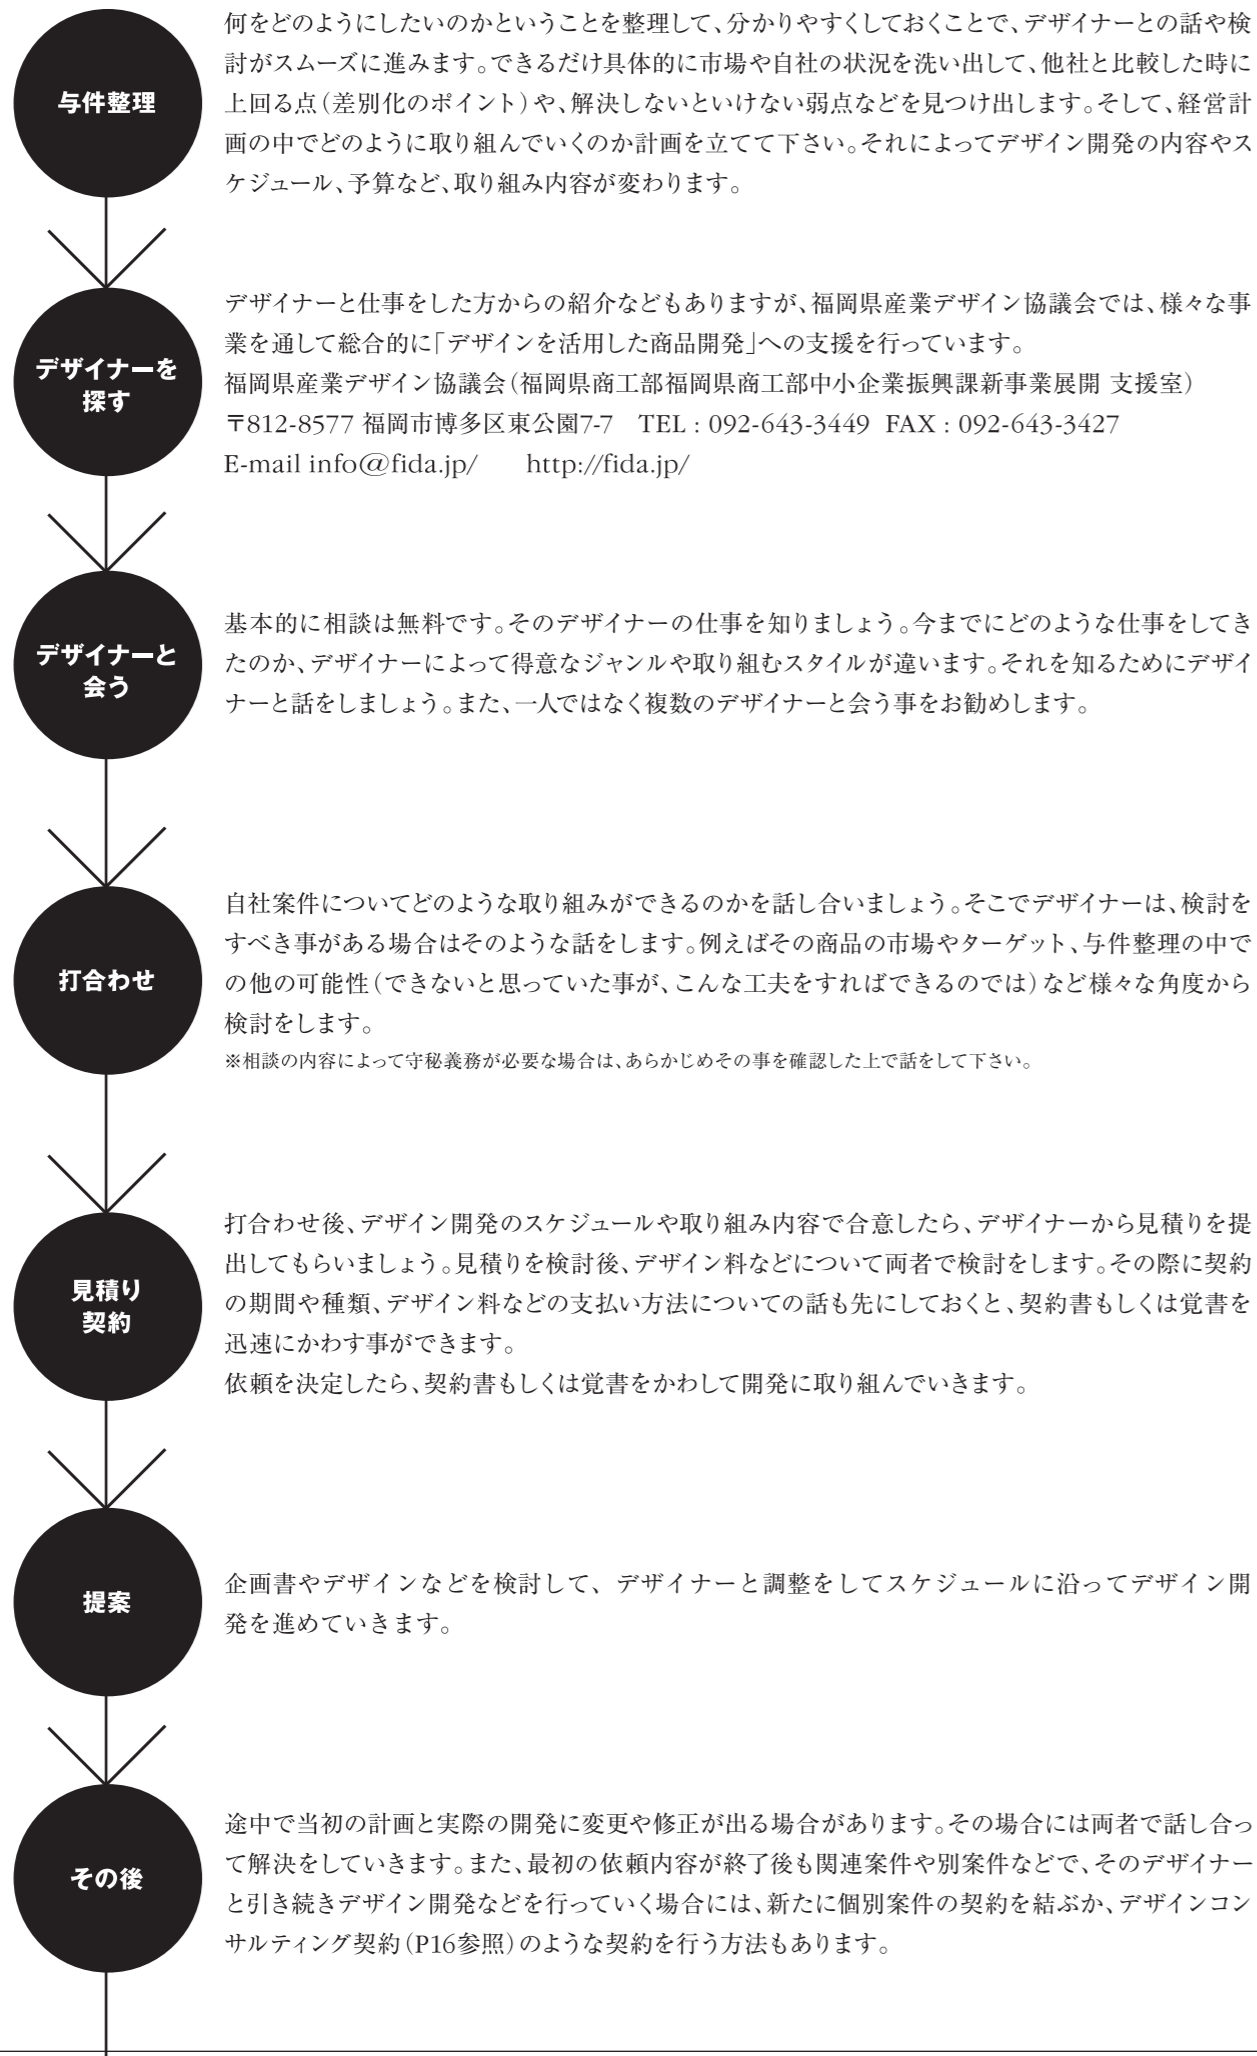 与件整理
何をどのようにしたいのかということを整理して、分かりやすくしておくことで、デザイナーとの話や検
討がスムーズに進みます。できるだけ具体的に市場や自社の状況を洗い出して、他社と比較した時に
上回る点(差別化のポイント)や、解決しないといけない弱点などを見つけ出します。そして、経営計
画の中でどのように取り組んでいくのか計画を立てて下さい。それによってデザイン開発の内容やス
ケジュール、予算など、取り組み内容が変わります。
デザイナーを
探す
デザイナーと仕事をした方からの紹介などもありますが、福岡県産業デザイン協議会では、様々な事
業を通して総合的に「デザインを活用した商品開発」への支援を行っています。
福岡県産業デザイン協議会(福岡県商工部福岡県商工部中小企業振興課新事業展開 支援室)
〒812-8577 福岡市博多区東公園7-7　TEL : 092-643-3449  FAX : 092-643-3427
E-mail info@fida.jp/　　http://fida.jp/
デザイナーと
会う
基本的に相談は無料です。そのデザイナーの仕事を知りましょう。今までにどのような仕事をしてき
たのか、デザイナーによって得意なジャンルや取り組むスタイルが違います。それを知るためにデザイ
ナーと話をしましょう。また、一人ではなく複数のデザイナーと会う事をお勧めします。
打合わせ
自社案件についてどのような取り組みができるのかを話し合いましょう。そこでデザイナーは、検討を
すべき事がある場合はそのような話をします。例えばその商品の市場やターゲット、与件整理の中で
の他の可能性(できないと思っていた事が、こんな工夫をすればできるのでは)など様々な角度から
検討をします。
※相談の内容によって守秘義務が必要な場合は、あらかじめその事を確認した上で話をして下さい。
見積り
契約
打合わせ後、デザイン開発のスケジュールや取り組み内容で合意したら、デザイナーから見積りを提
出してもらいましょう。見積りを検討後、デザイン料などについて両者で検討をします。その際に契約
の期間や種類、デザイン料などの支払い方法についての話も先にしておくと、契約書もしくは覚書を
迅速にかわす事ができます。
依頼を決定したら、契約書もしくは覚書をかわして開発に取り組んでいきます。
提案
企画書やデザインなどを検討して、デザイナーと調整をしてスケジュールに沿ってデザイン開
発を進めていきます。
その後
途中で当初の計画と実際の開発に変更や修正が出る場合があります。その場合には両者で話し合っ
て解決をしていきます。また、最初の依頼内容が終了後も関連案件や別案件などで、そのデザイナー
と引き続きデザイン開発などを行っていく場合には、新たに個別案件の契約を結ぶか、デザインコン
サルティング契約(P16参照)のような契約を行う方法もあります。